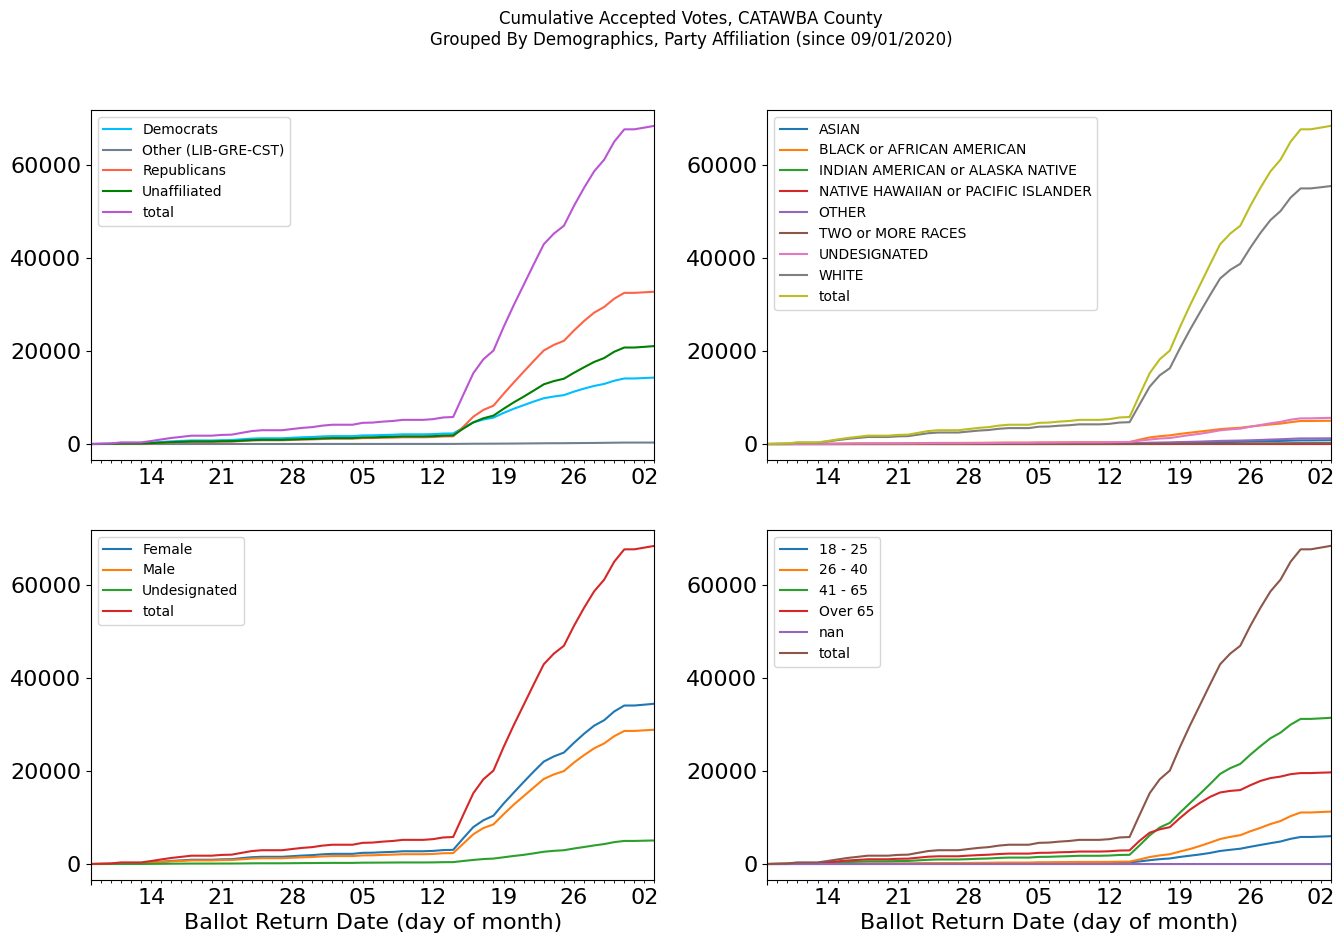 Cumulative Accepted Votes, CATAWBA County
Grouped By Demographics, Party Affiliation (since 09/01/2020)
Democrats
Other (LIB-GRE-CST)
Republicans
Unaffiliated
total
60000
40000
20000
0
14 21 28 05 12 19 26 02
ASIAN
BLACK or AFRICAN AMERICAN
INDIAN AMERICAN or ALASKA NATIVE
NATIVE HAWAIIAN or PACIFIC ISLANDER
OTHER
TWO or MORE RACES
UNDESIGNATED
WHITE
total
60000
40000
20000
0
14 21 28 05 12 19 26 02
Female
Male
Undesignated
total
60000
40000
20000
0
14 21 28 05 12 19 26 02
Ballot Return Date (day of month)
18 - 25
26 - 40
41 - 65
Over 65
nan
total
60000
40000
20000
0
14 21 28 05 12 19 26 02
Ballot Return Date (day of month)